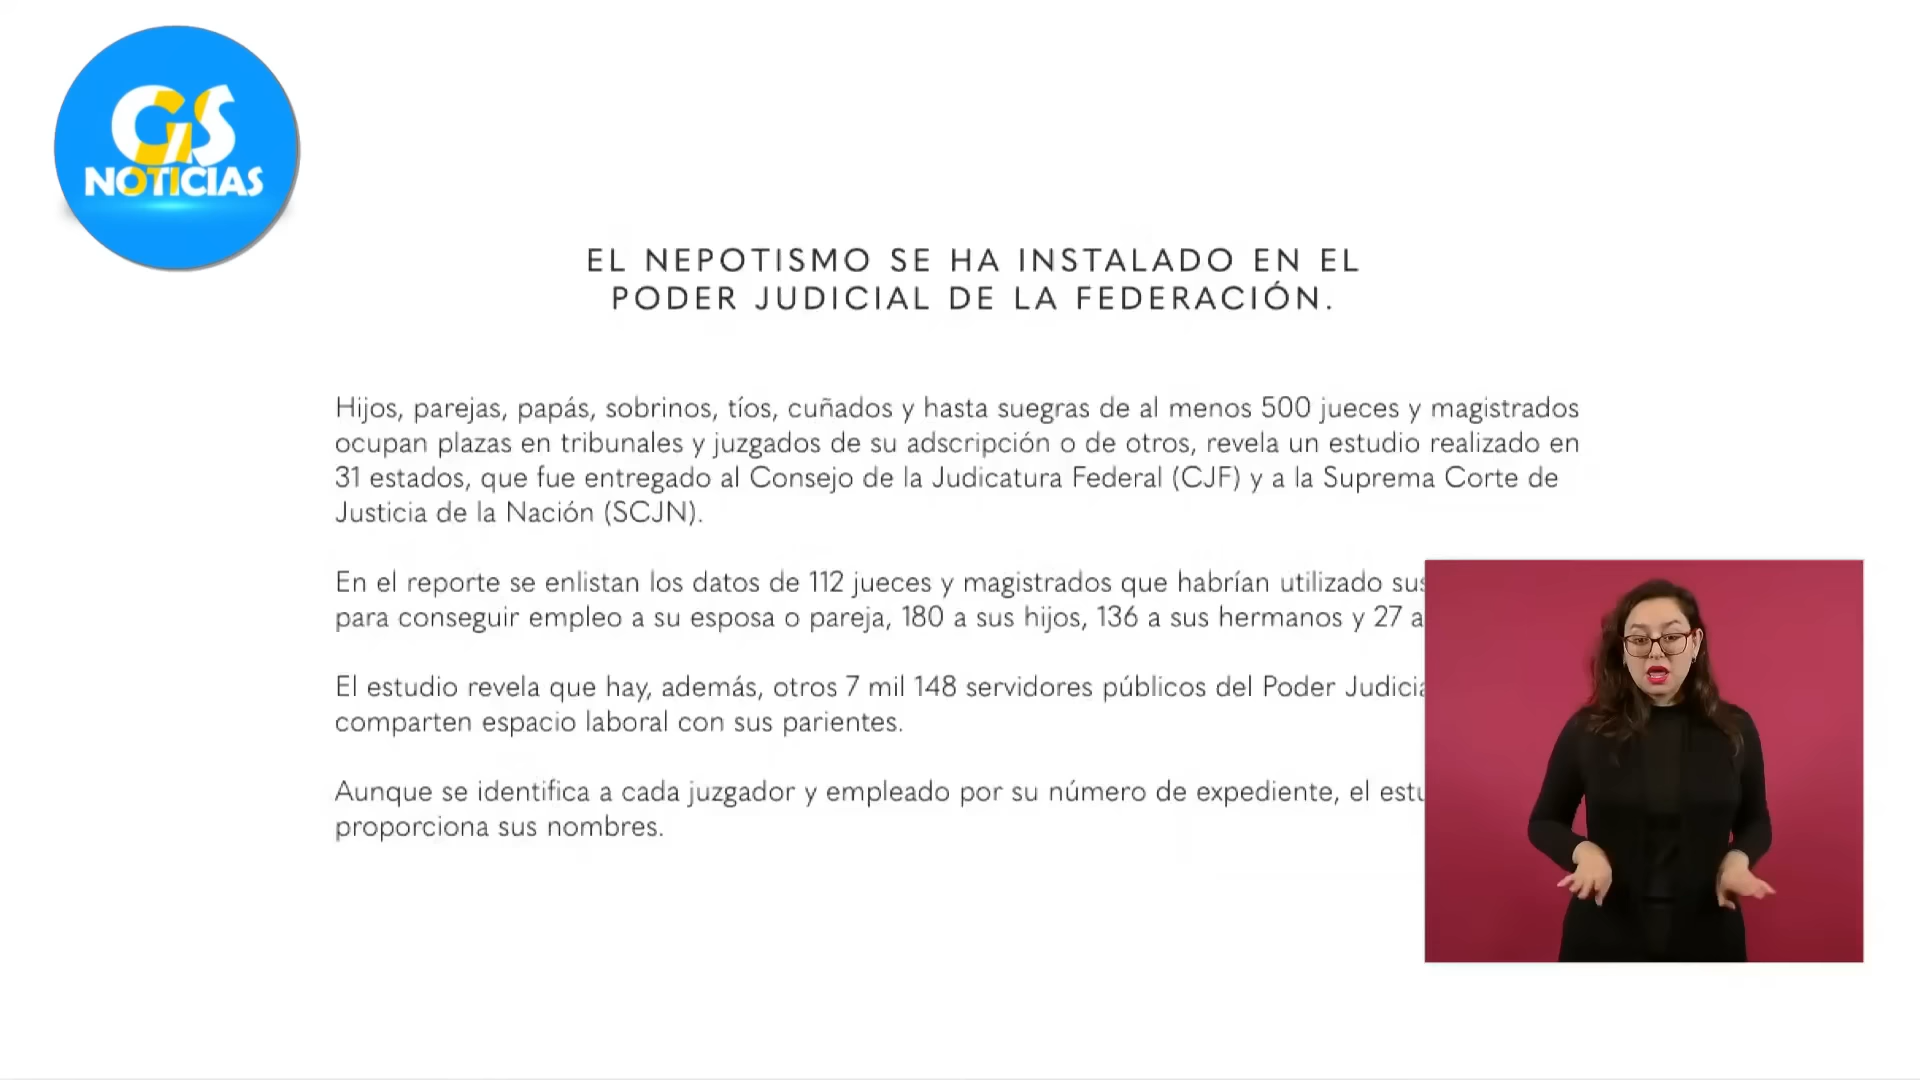 GS
NOTICIAS
EL NEPOTISMO SE HA INSTALADO EN EL
PODER JUDICIAL DE LA FEDERACIÓN.
Hijos, parejas, papás, sobrinos, tíos, cuñados y hasta suegras de al menos 500 jueces y magistrados
ocupan plazas en tribunales y juzgados de su adscripción o de otros, revela un estudio realizado en
31 estados, que fue entregado al Consejo de la Judicatura Federal (CJF) y a la Suprema Corte de
Justicia de la Nación (SCJN).
En el reporte se enlistan los datos de 112 jueces y magistrados que habrían utilizado
para conseguir empleo a su esposa o pareja, 180 a sus hijos, 136 a sus hermanos y 27 a
El estudio revela que hay, además, otros 7 mil 148 servidores públicos del Poder
comparten espacio laboral con sus parientes.
Aunque se identifica a cada juzgador y empleado por su número de expediente, el
proporciona sus nombres.